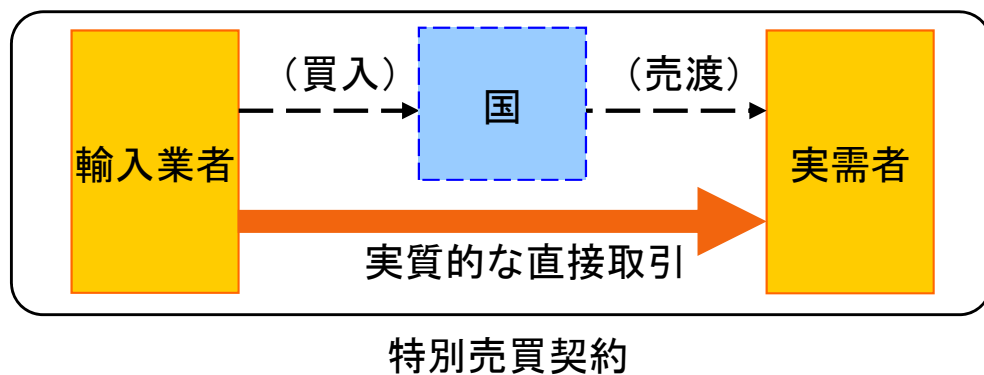 （買入）
（売渡）
国
輸入業者
実需者
実質的な直接取引
特別売買契約